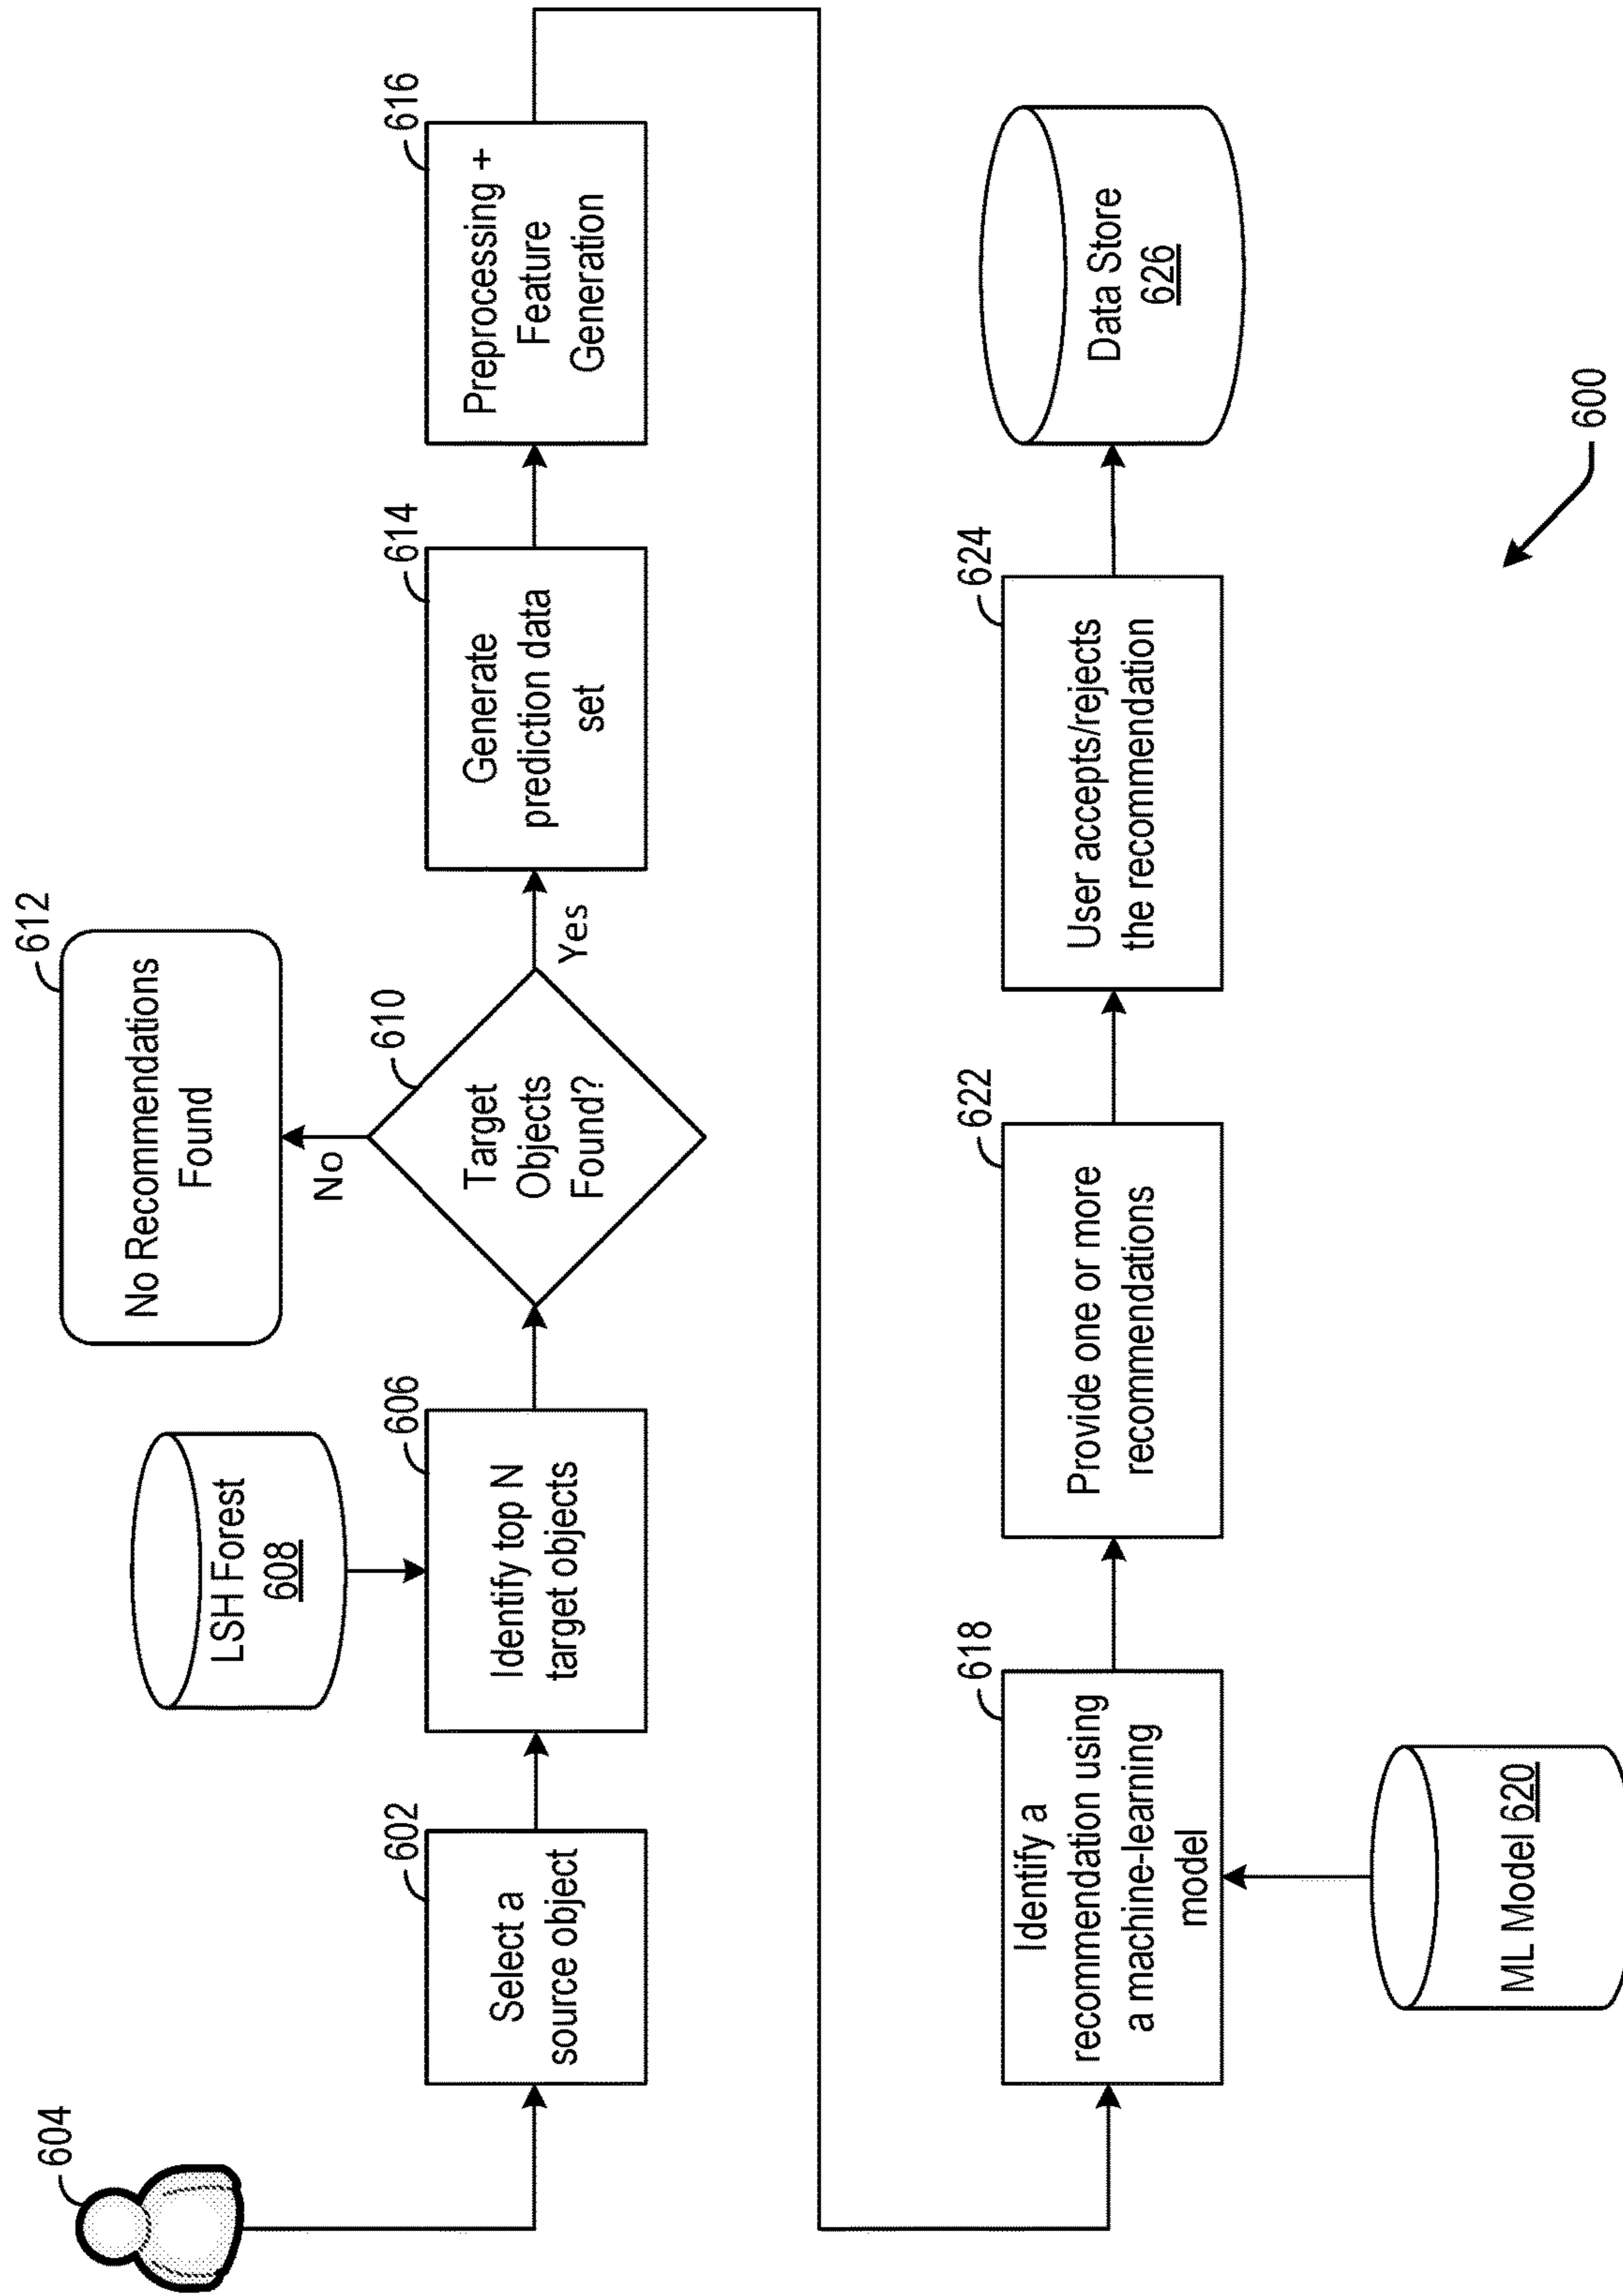 604
602
Select a
source object
LSH Forest
608
606
Identify top N
target objects
610
Target
Objects
Found?
No
612
No Recommendations
Found
Yes
614
Generate
prediction data
set
616
Preprocessing +
Feature
Generation
618
Identify a
recommendation using
a machine-learning
model
ML Model 620
622
Provide one or more
recommendations
624
User accepts/rejects
the recommendation
Data Store
626
600